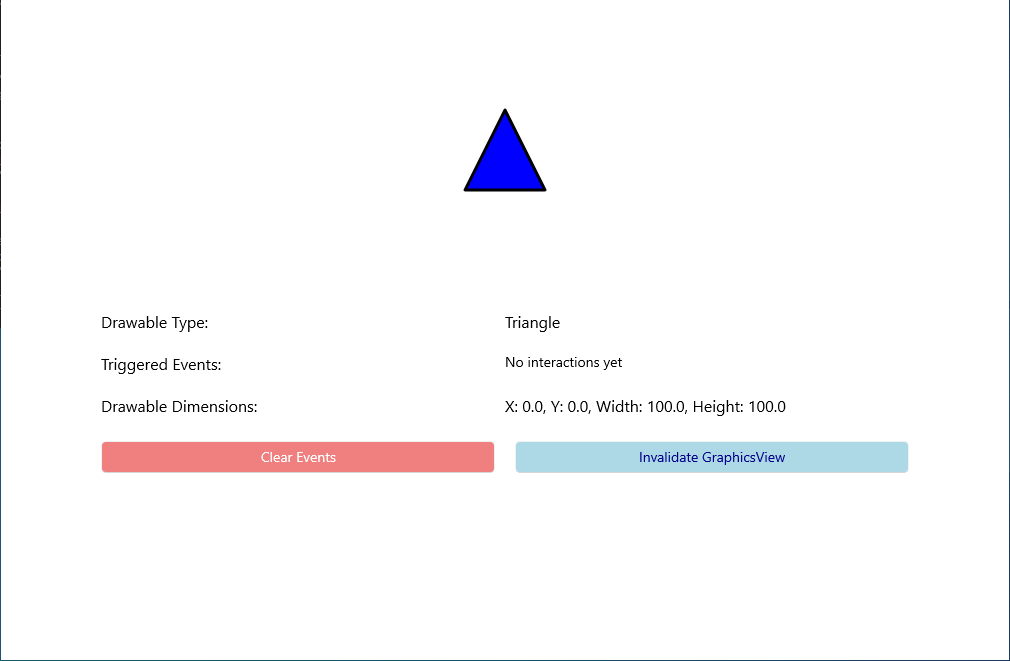 Drawable Type:
Triangle
Triggered Events:
No interactions yet
Drawable Dimensions:
X: 0.0, Y: 0.0, Width: 100.0, Height: 100.0
Clear Events
Invalidate GraphicsView